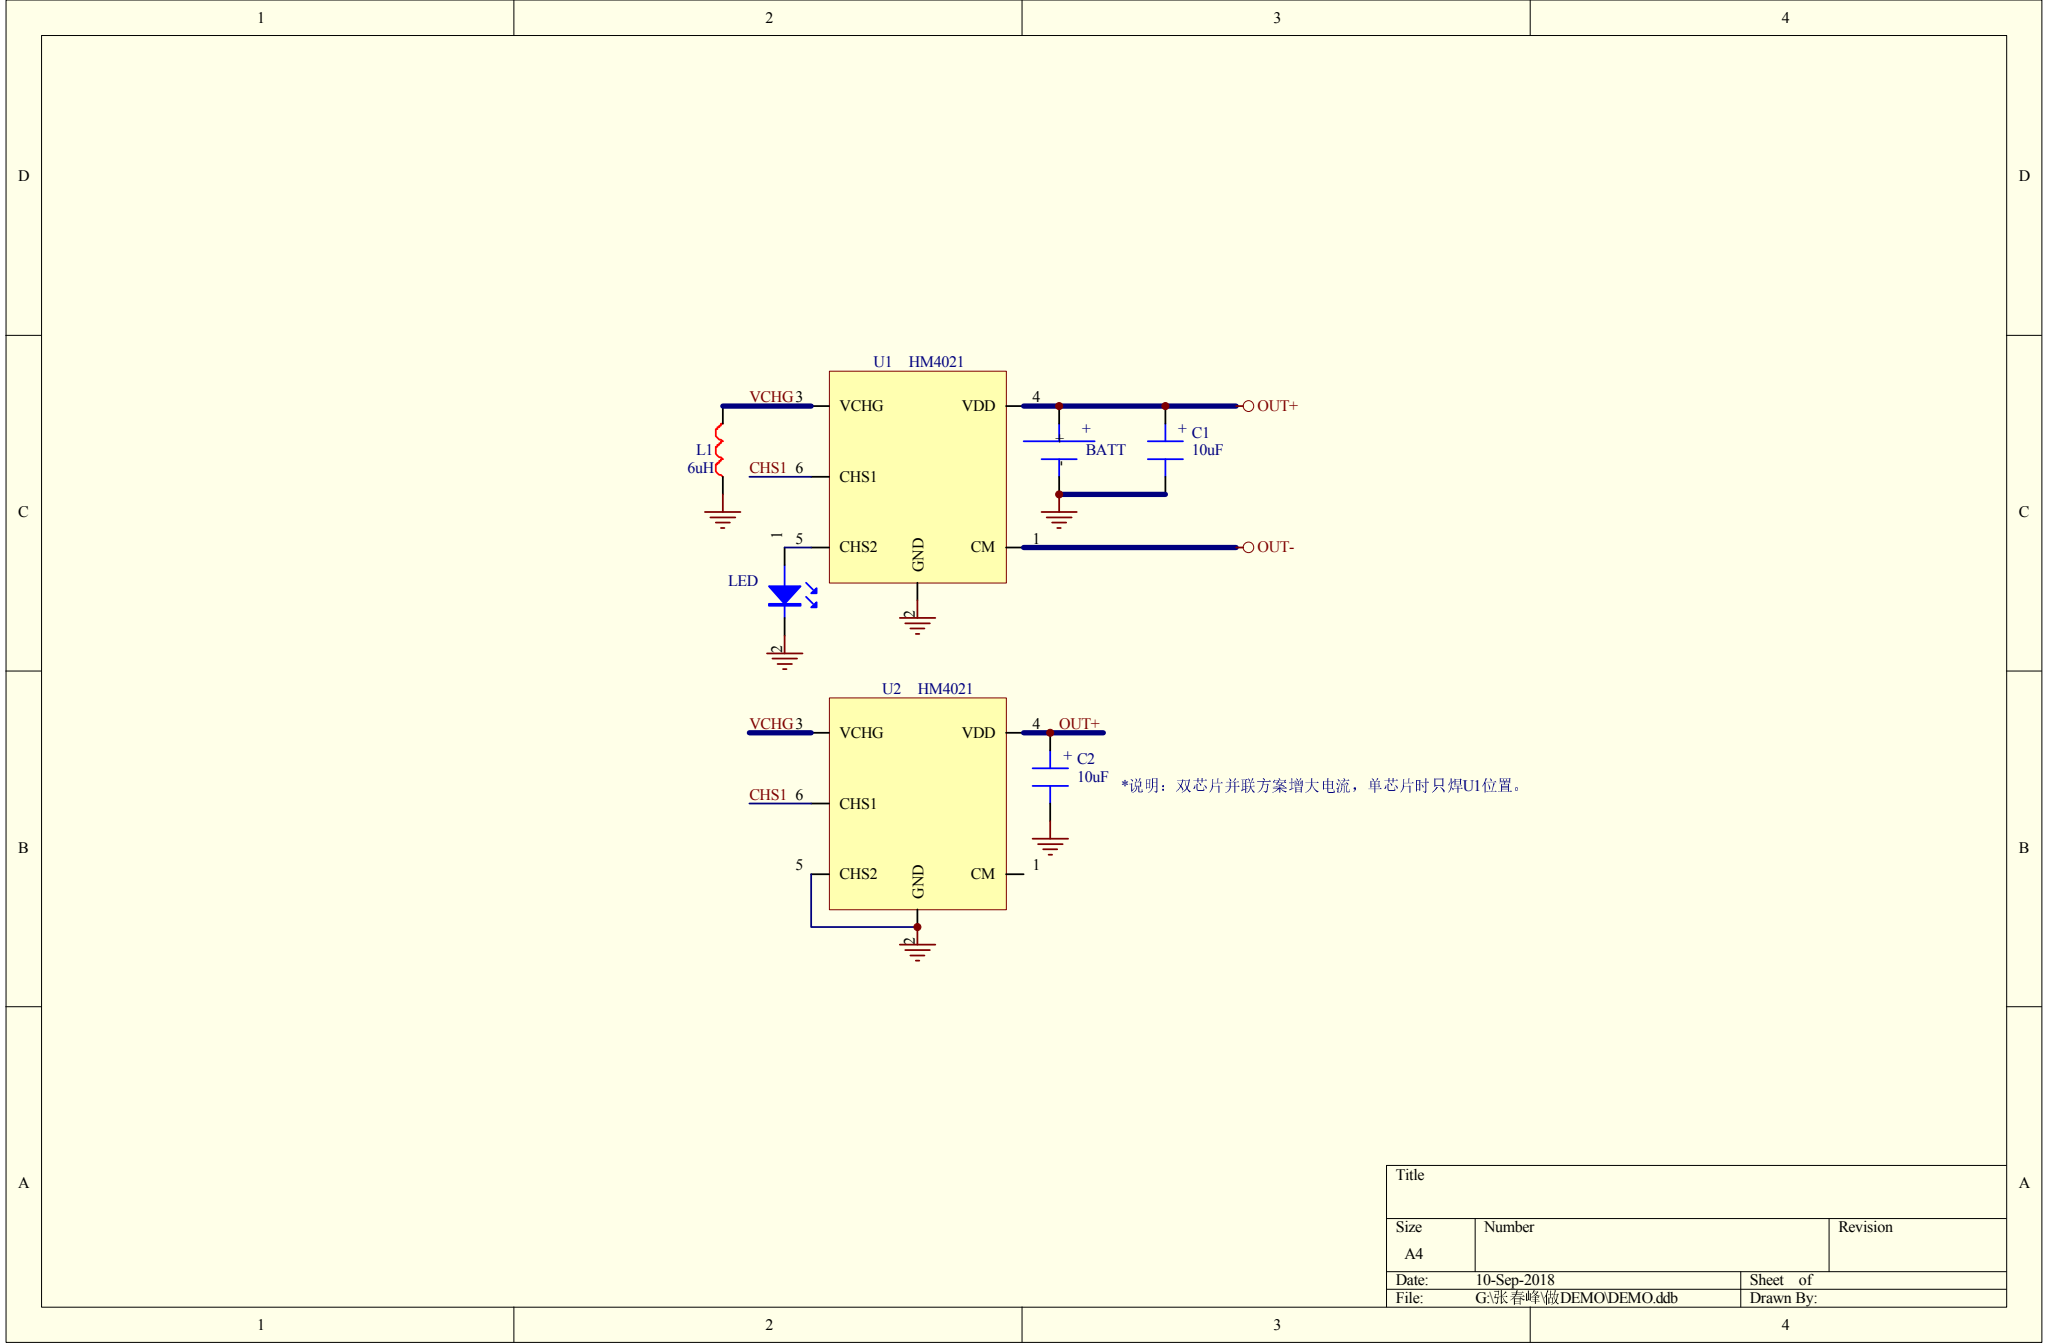 1 2 3 4
D D
U1 HM4021
VCHG 3 VCHG VDD 4 OUT+
L1
6uH
+ BATT
+ C1
10uF
CHS1 6 CHS1
1 5 CHS2 GND CM 1 OUT-
LED
2
2
C C
U2 HM4021
VCHG 3 VCHG VDD 4 OUT+
+ C2
10uF
*说明：双芯片并联方案增大电流，单芯片时只焊U1位置。
CHS1 6 CHS1
5 CHS2 GND CM 1
2
B B
A A
Title
Size Number Revision
A4
Date: 10-Sep-2018 Sheet of
File: G:\张春峰\做DEMO\DEMO.ddb Drawn By:
1 2 3 4